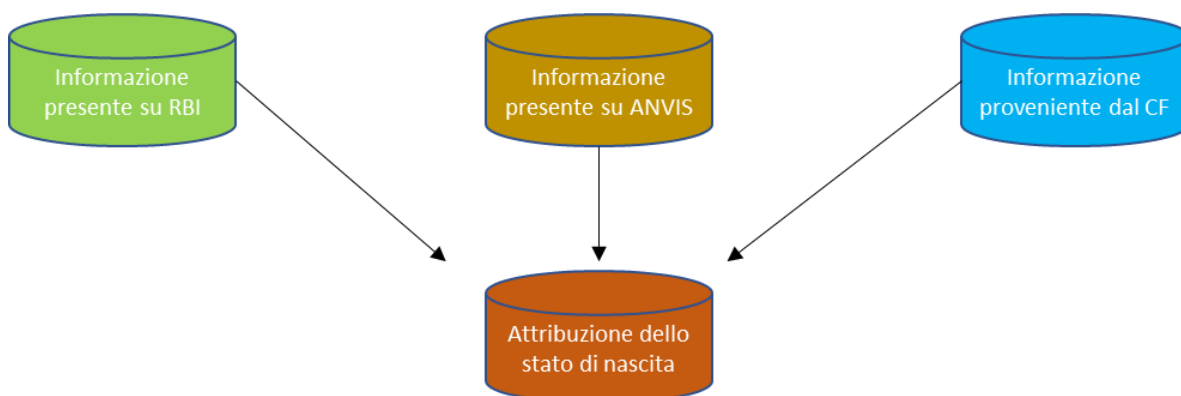 Informazione
presente su RBI
Informazione
presente su ANVIS
Informazione
proveniente dal CF
Attribuzione dello
stato di nascita